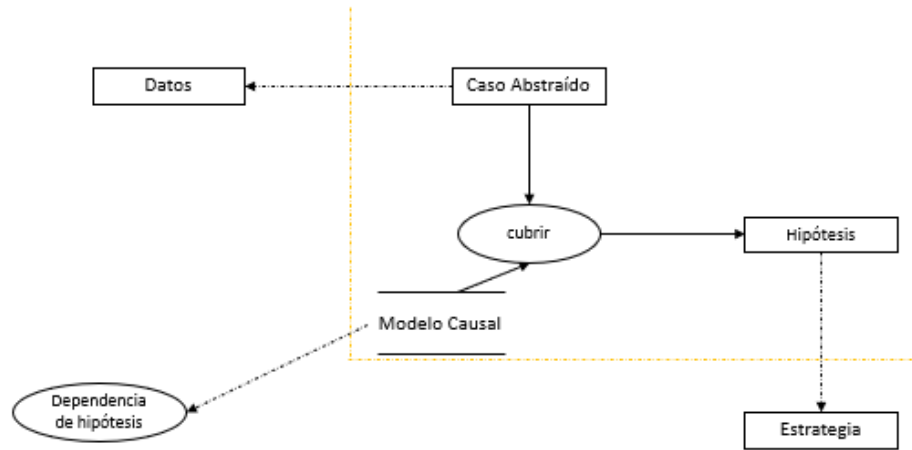 Datos
Caso Abstraído
cubrir
Hipótesis
Modelo Causal
Dependencia
de hipótesis
Estrategia